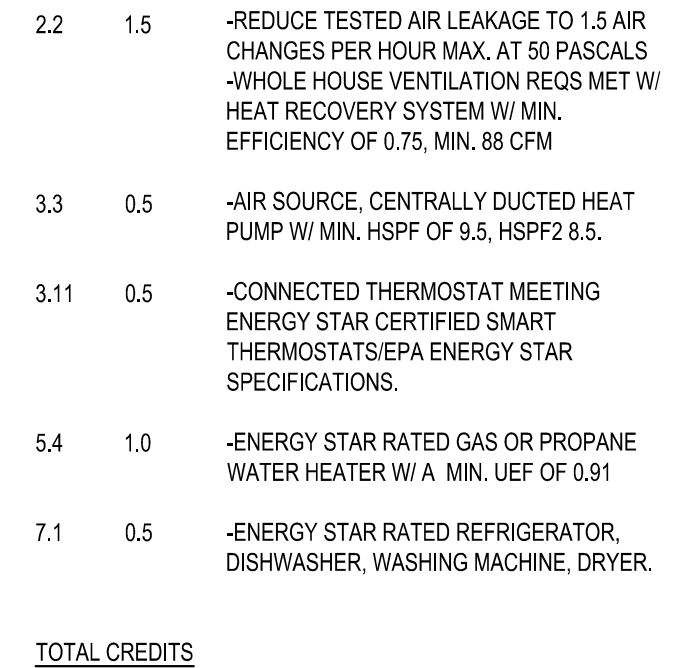 2.2 1.5 -REDUCE TESTED AIR LEAKAGE TO 1.5 AIR
CHANGES PER HOUR MAX. AT 50 PASCALS
-WHOLE HOUSE VENTILATION REQS MET W/
HEAT RECOVERY SYSTEM W/ MIN.
EFFICIENCY OF 0.75, MIN. 88 CFM
3.3 0.5 -AIR SOURCE, CENTRALLY DUCTED HEAT
PUMP W/ MIN. HSPF OF 9.5, HSPF2 8.5.
3.11 0.5 -CONNECTED THERMOSTAT MEETING
ENERGY STAR CERTIFIED SMART
THERMOSTATS/EPA ENERGY STAR
SPECIFICATIONS.
5.4 1.0 -ENERGY STAR RATED GAS OR PROPANE
WATER HEATER W/ A MIN. UEF OF 0.91
7.1 0.5 -ENERGY STAR RATED REFRIGERATOR,
DISHWASHER, WASHING MACHINE, DRYER.
TOTAL CREDITS